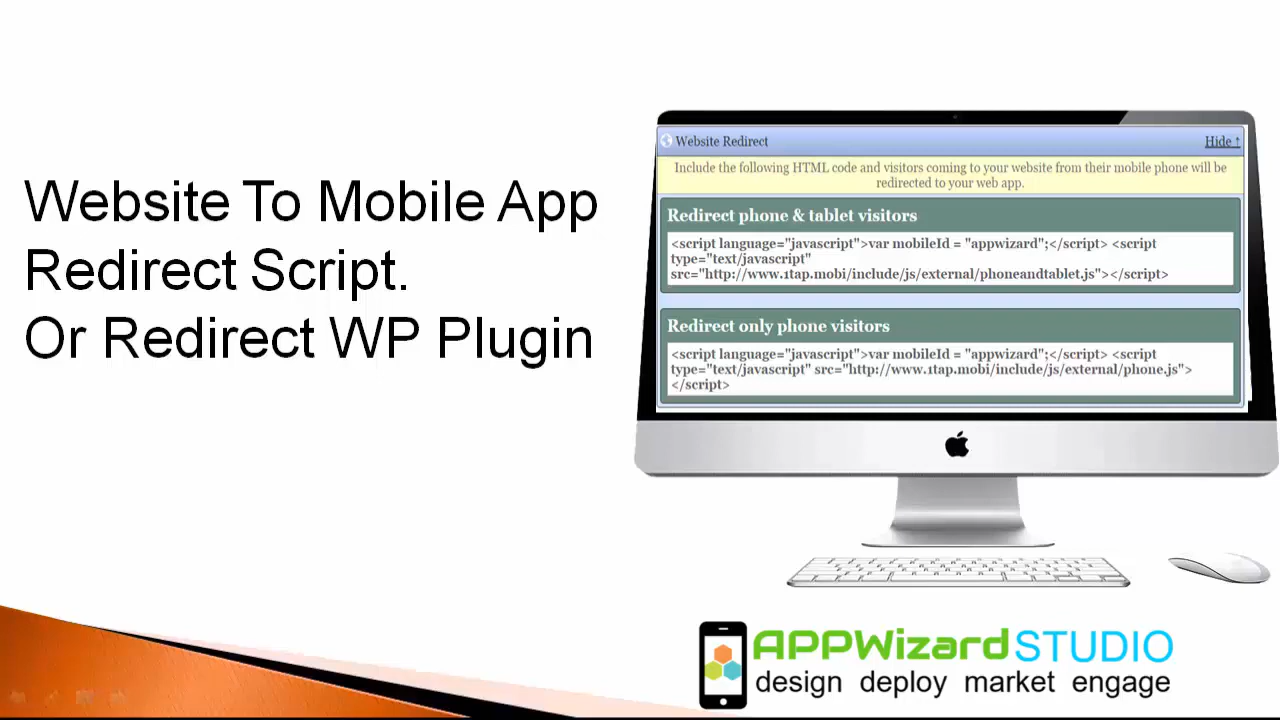 Website To Mobile App
Redirect Script.
Or Redirect WP Plugin
Website Redirect
Hide ↑
Include the following HTML code and visitors coming to your website from their mobile phone will be
redirected to your web app.
Redirect phone & tablet visitors
<script language="javascript">var mobileId = "appwizard";</script> <script
type="text/javascript"
src="http://www.1tap.mobi/include/js/external/phoneandtablet.js"></script>
Redirect only phone visitors
<script language="javascript">var mobileId = "appwizard";</script> <script
type="text/javascript" src="http://www.1tap.mobi/include/js/external/phone.js">
</script>
APPWizardSTUDIO
design deploy market engage